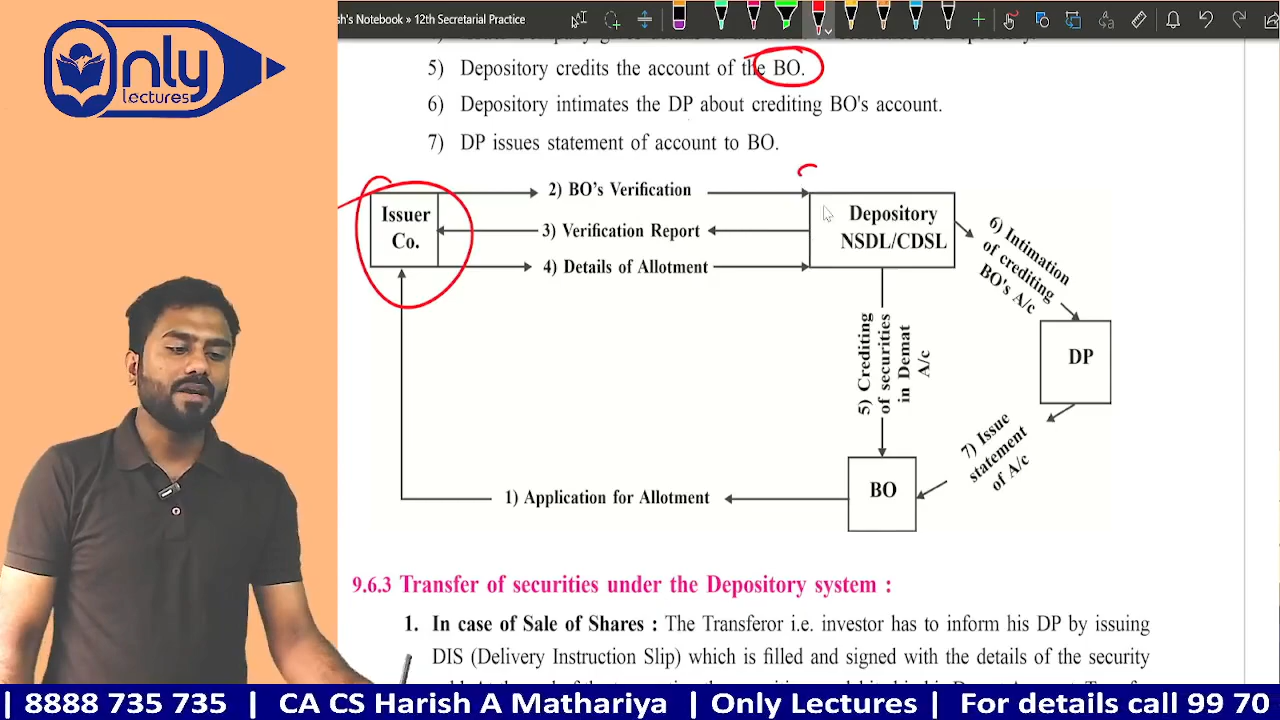 nly
lectures
sh's Notebook » 12th Secretarial Practice
5) Depository credits the account of the BO.
6) Depository intimates the DP about crediting BO's account.
7) DP issues statement of account to BO.
Issuer
Co.
2) BO's Verification
3) Verification Report
4) Details of Allotment
Depository
NSDL/CDSL
6) Intimation
of crediting
BO's A/c
5) Crediting
of securities
in Demat
A/c
DP
7) Issue
statement
of A/c
BO
1) Application for Allotment
9.6.3 Transfer of securities under the Depository system :
1. In case of Sale of Shares : The Transferor i.e. investor has to inform his DP by issuing
DIS (Delivery Instruction Slip) which is filled and signed with the details of the security
| 8888 735 735 | CA CS Harish A Mathariya | Only Lectures | For details call 99 70